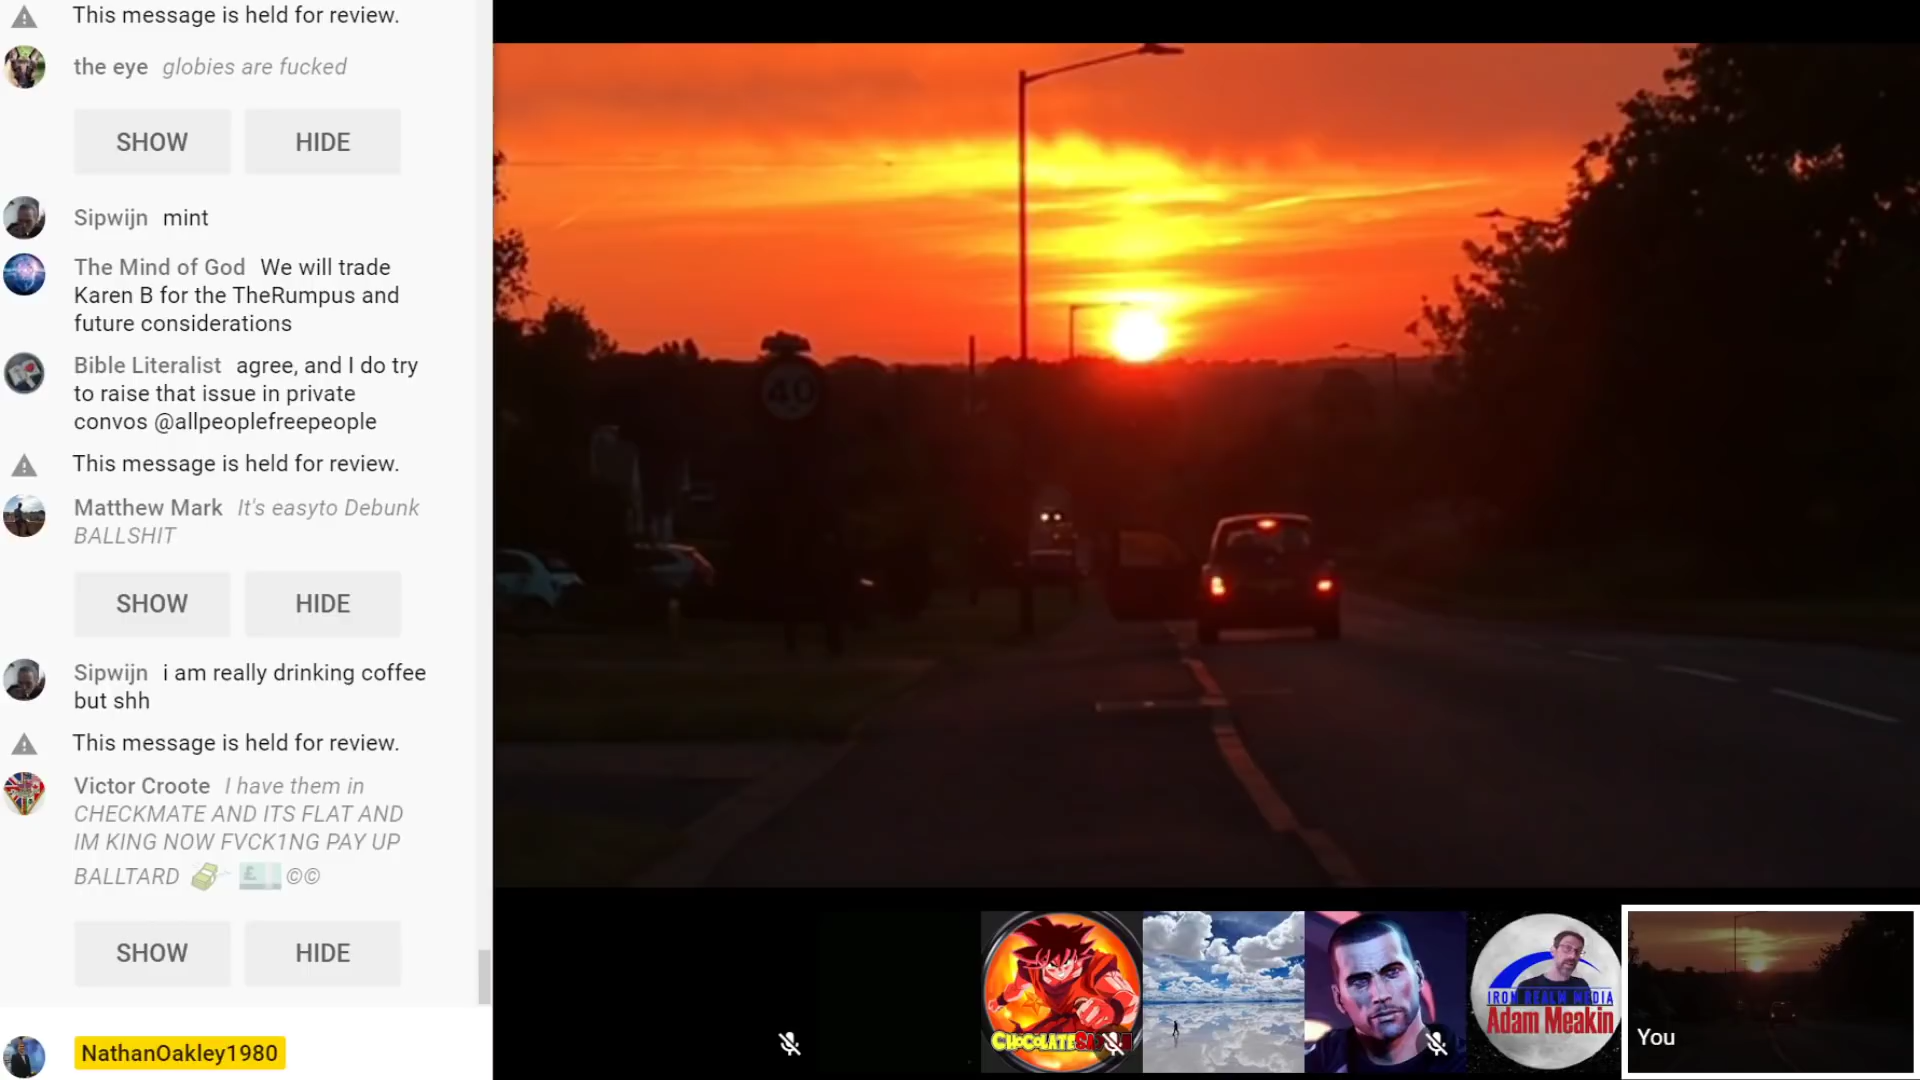 This message is held for review.
the eye globies are fucked
SHOW HIDE
Sipwijn mint
The Mind of God We will trade
Karen B for the TheRumpus and
future considerations
Bible Literalist agree, and I do try
to raise that issue in private
convos @allpeoplefreepeople
This message is held for review.
Matthew Mark It's easyto Debunk
BALLSHIT
SHOW HIDE
Sipwijn i am really drinking coffee
but shh
This message is held for review.
Victor Croote I have them in
CHECKMATE AND ITS FLAT AND
IM KING NOW FVCK1NG PAY UP
BALLTARD 💸 💷 ©©
SHOW HIDE
NathanOakley1980
40
IRON REALM MEDIA
Adam Meakin
You